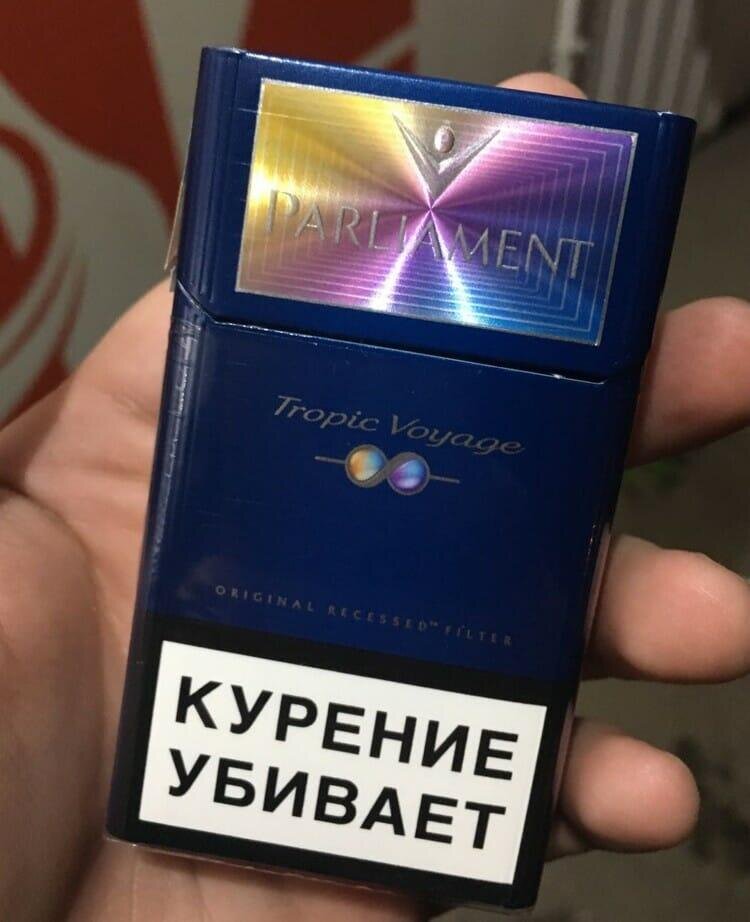 PARLIAMENT
Tropic Voyage
ORIGINAL RECESSED™ FILTER
КУРЕНИЕ
УБИВАЕТ